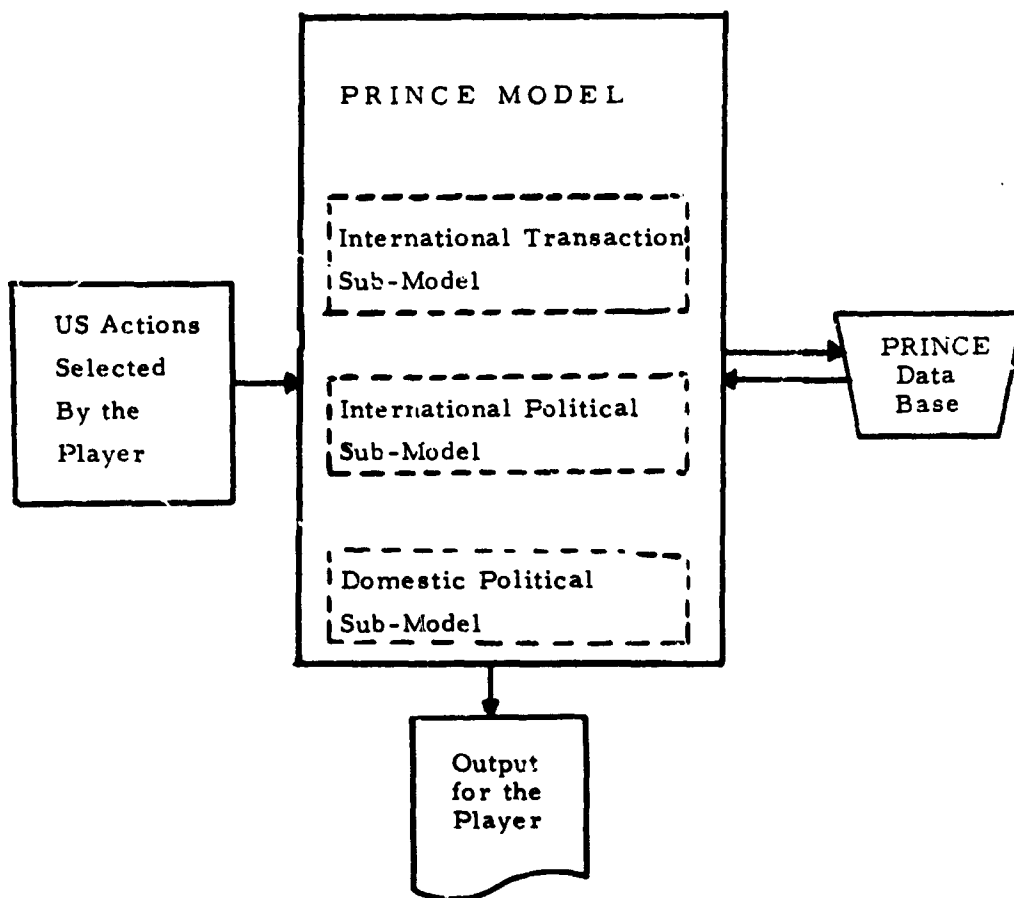 PRINCE MODEL
International Transaction
Sub-Model
US Actions
Selected
By the
Player
International Political
Sub-Model
PRINCE
Data
Base
Domestic Political
Sub-Model
Output
for the
Player